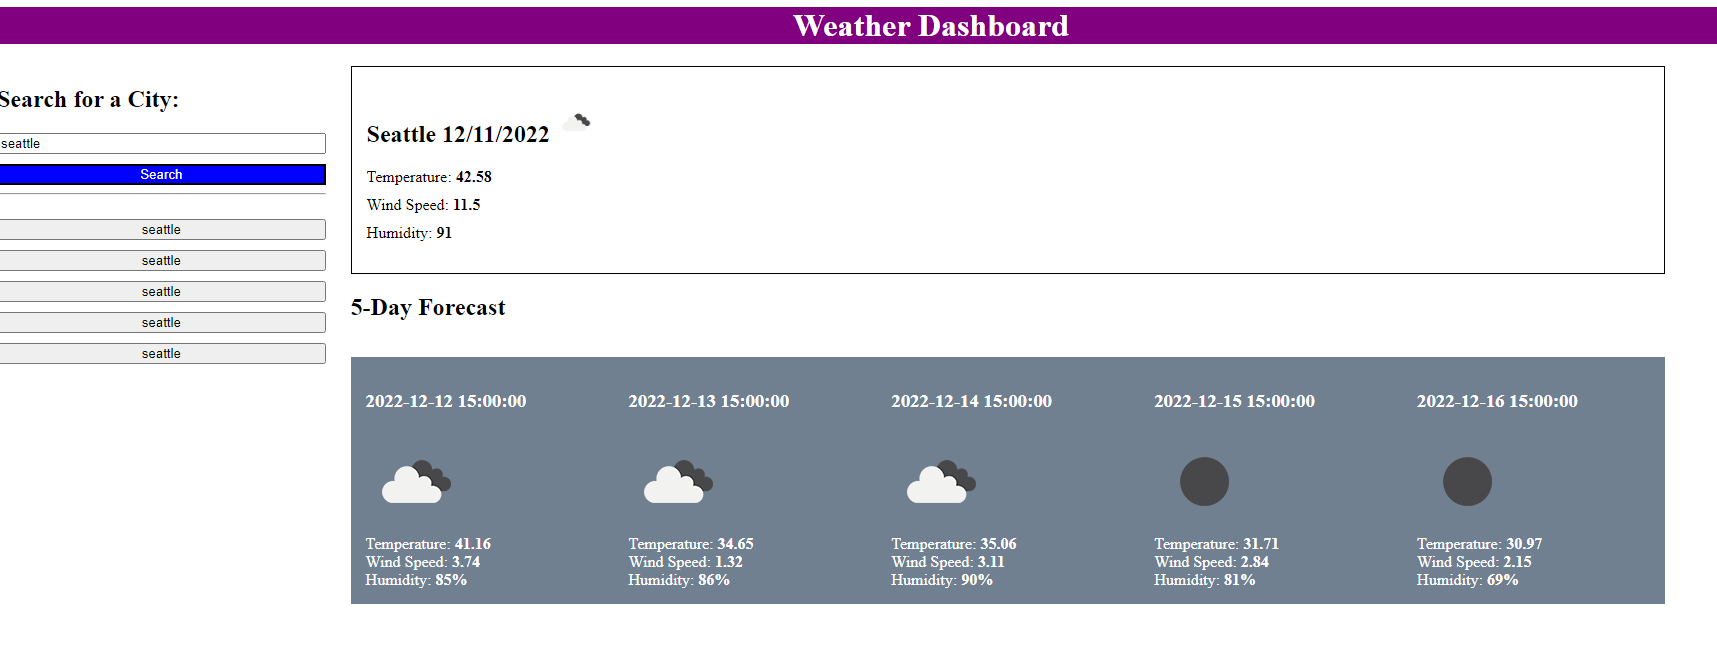 Weather Dashboard
Search for a City:
seattle
Search
seattle
seattle
seattle
seattle
seattle
Seattle 12/11/2022
Temperature: 42.58
Wind Speed: 11.5
Humidity: 91
5-Day Forecast
2022-12-12 15:00:00
Temperature: 41.16
Wind Speed: 3.74
Humidity: 85%
2022-12-13 15:00:00
Temperature: 34.65
Wind Speed: 1.32
Humidity: 86%
2022-12-14 15:00:00
Temperature: 35.06
Wind Speed: 3.11
Humidity: 90%
2022-12-15 15:00:00
Temperature: 31.71
Wind Speed: 2.84
Humidity: 81%
2022-12-16 15:00:00
Temperature: 30.97
Wind Speed: 2.15
Humidity: 69%